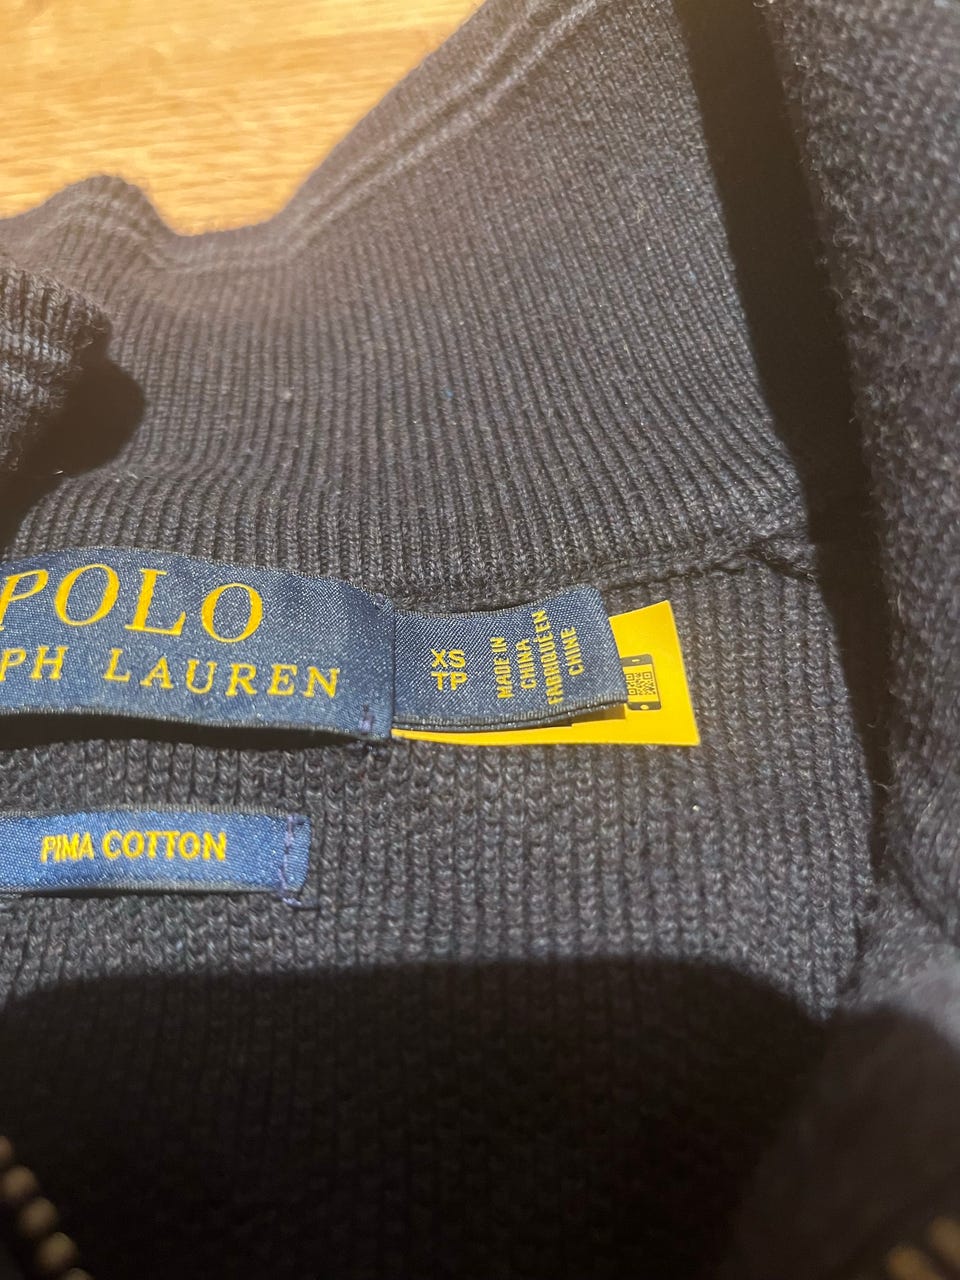 POLO
PH LAUREN
XS
TP
MADE IN
CHINA
FABRIQUÉ EN
CHINE
PIMA COTTON